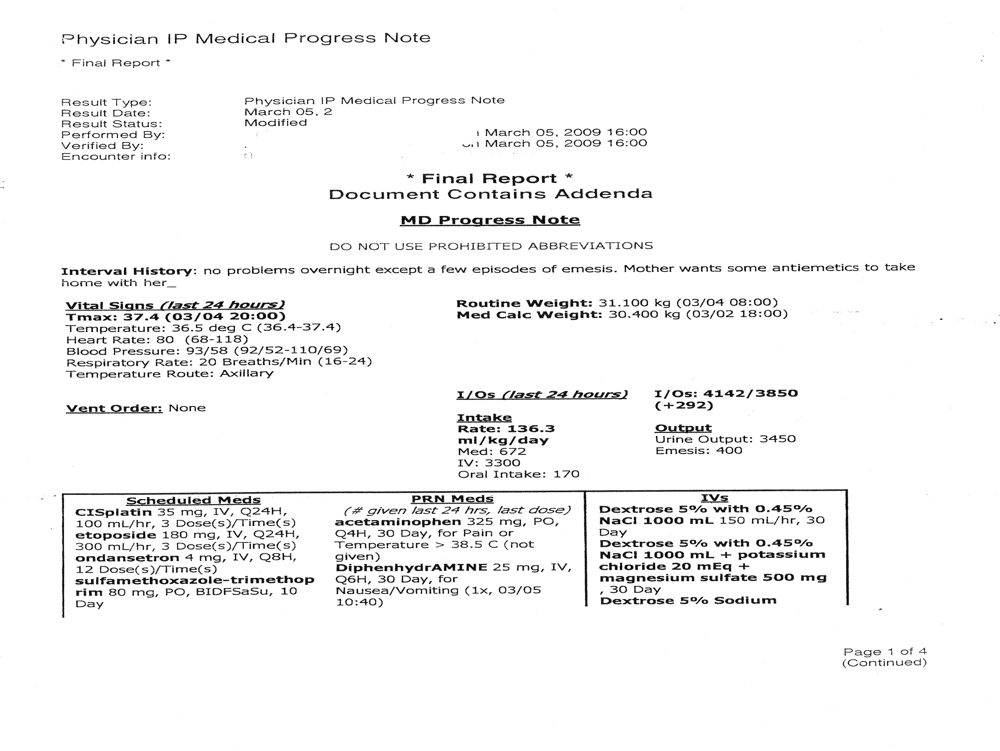 Physician IP Medical Progress Note
* Final Report *
Result Type: Physician IP Medical Progress Note
Result Date: March 05, 2
Result Status: Modified
Performed By: March 05, 2009 16:00
Verified By: March 05, 2009 16:00
Encounter info:
* Final Report *
Document Contains Addenda
MD Progress Note
DO NOT USE PROHIBITED ABBREVIATIONS
Interval History: no problems overnight except a few episodes of emesis. Mother wants some antiemetics to take
home with her_
Vital Signs (last 24 hours)
Tmax: 37.4 (03/04 20:00)
Temperature: 36.5 deg C (36.4-37.4)
Heart Rate: 80 (68-118)
Blood Pressure: 93/58 (92/52-110/69)
Respiratory Rate: 20 Breaths/Min (16-24)
Temperature Route: Axillary
Routine Weight: 31.100 kg (03/04 08:00)
Med Calc Weight: 30.400 kg (03/02 18:00)
Vent Order: None
I/Os (last 24 hours)
I/Os: 4142/3850
(+292)
Intake
Rate: 136.3
ml/kg/day
Med: 672
IV: 3300
Oral Intake: 170
Output
Urine Output: 3450
Emesis: 400
Scheduled Meds
CISplatin 35 mg, IV, Q24H,
100 mL/hr, 3 Dose(s)/Time(s)
etoposide 180 mg, IV, Q24H,
300 mL/hr, 3 Dose(s)/Time(s)
ondansetron 4 mg, IV, Q8H,
12 Dose(s)/Time(s)
sulfamethoxazole-trimethop
rim 80 mg, PO, BIDFSaSu, 10
Day
PRN Meds
(# given last 24 hrs, last dose)
acetaminophen 325 mg, PO,
Q4H, 30 Day, for Pain or
Temperature > 38.5 C (not
given)
DiphenhydrAMINE 25 mg, IV,
Q6H, 30 Day, for
Nausea/Vomiting (1x, 03/05
10:40)
IVs
Dextrose 5% with 0.45%
NaCl 1000 mL 150 mL/hr, 30
Day
Dextrose 5% with 0.45%
NaCl 1000 mL + potassium
chloride 20 mEq +
magnesium sulfate 500 mg
, 30 Day
Dextrose 5% Sodium
Page 1 of 4
(Continued)